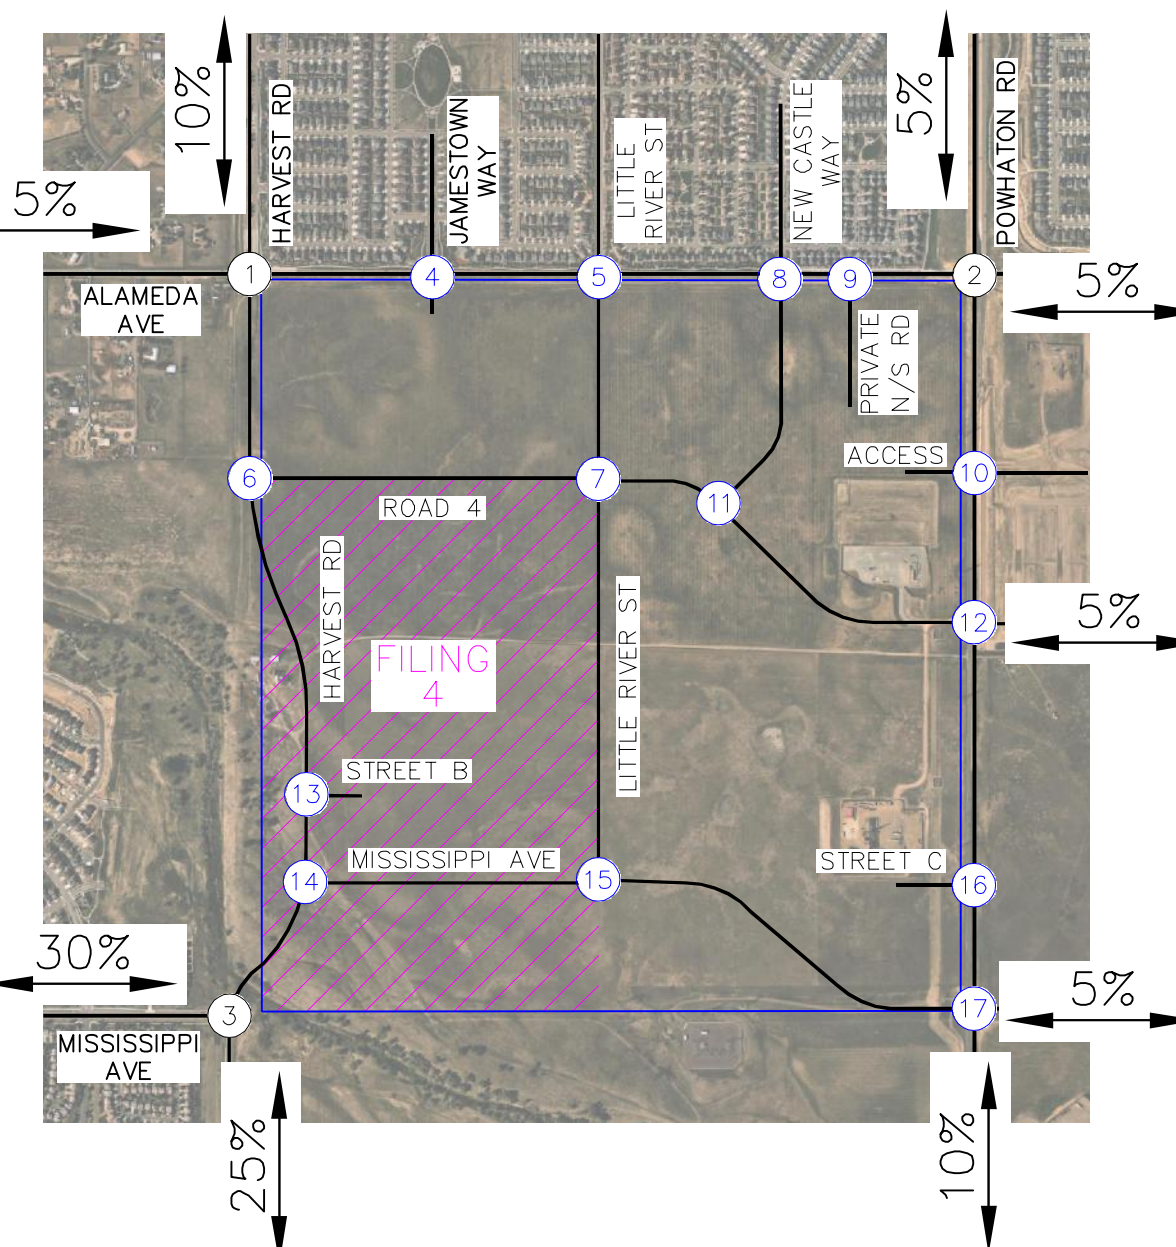 10%
HARVEST RD
JAMESTOWN
WAY
LITTLE
RIVER ST
NEW CASTLE
WAY
5%
POWHATON RD
5%
1
4
5
8
9
2
ALAMEDA
AVE
5%
PRIVATE
N/S RD
ACCESS
6
7
10
11
ROAD 4
HARVEST RD
LITTLE RIVER ST
5%
12
FILING
4
STREET B
13
MISSISSIPPI AVE
STREET C
14
15
16
30%
5%
3
17
MISSISSIPPI
AVE
25%
10%